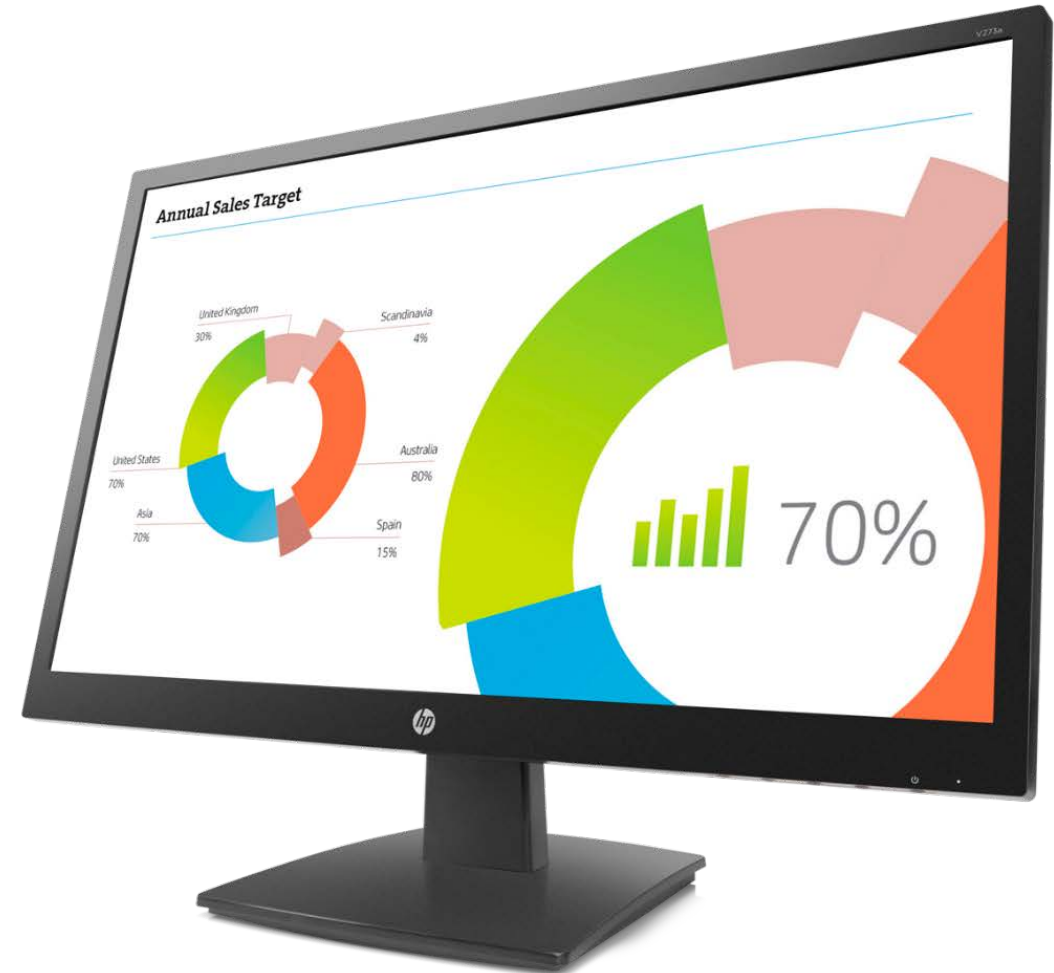 V273a
Annual Sales Target
United Kingdom
30%
Scandinavia
4%
United States
70%
Australia
80%
Asia
70%
Spain
15%
70%
hp